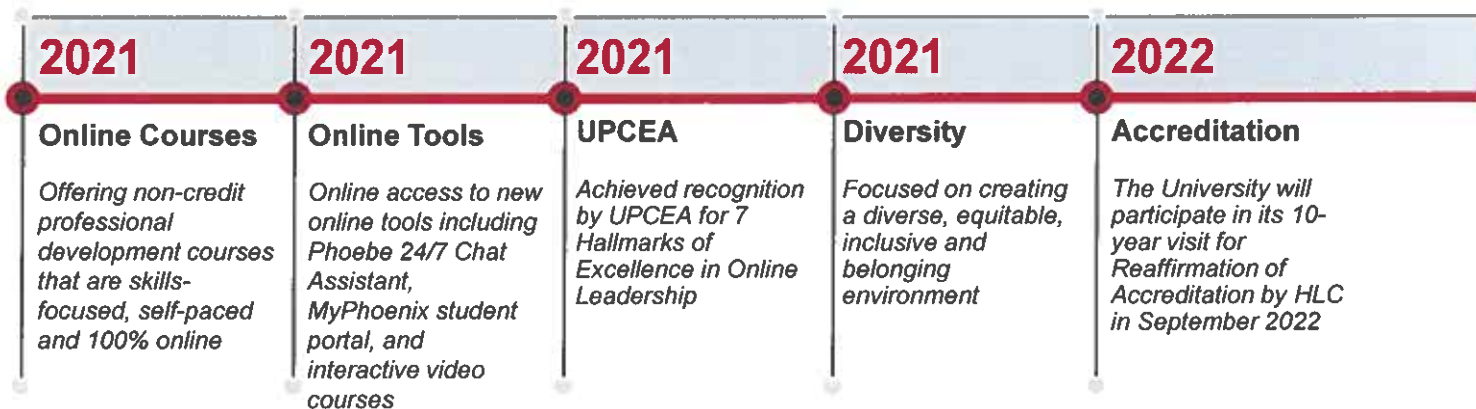 2021
Online Courses
Offering non-credit
professional
development courses
that are skills-
focused, self-paced
and 100% online
2021
Online Tools
Online access to new
online tools including
Phoebe 24/7 Chat
Assistant,
MyPhoenix student
portal, and
interactive video
courses
2021
UPCEA
Achieved recognition
by UPCEA for 7
Hallmarks of
Excellence in Online
Leadership
2021
Diversity
Focused on creating
a diverse, equitable,
inclusive and
belonging
environment
2022
Accreditation
The University will
participate in its 10-
year visit for
Reaffirmation of
Accreditation by HLC
in September 2022